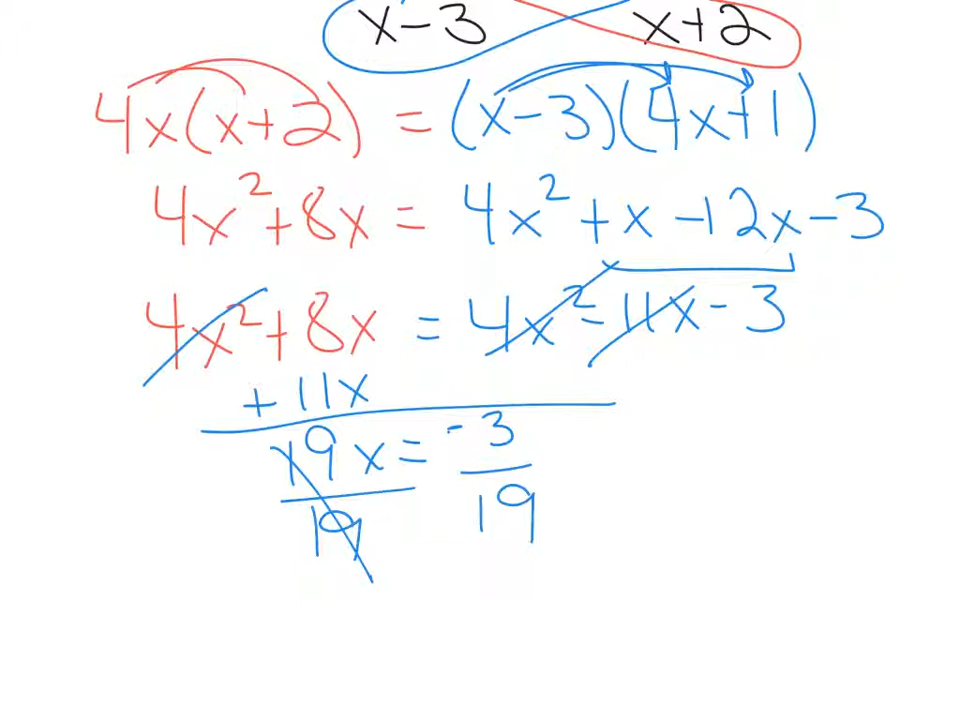 x-3 x+2
4x(x+2) = (x-3)(4x+1)
4x²+8x = 4x²+x-12x-3
4x²+8x = 4x²-11x-3
+11x
19x = -3
19 19